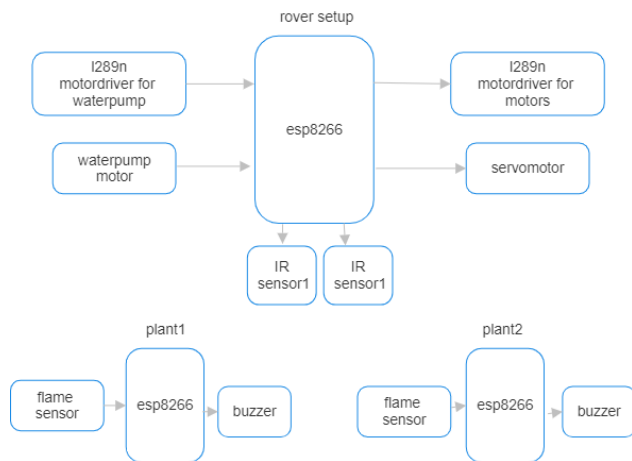 rover setup
l289n
motordriver for
waterpump
esp8266
l289n
motordriver for
motors
waterpump
motor
servomotor
IR
sensor1
IR
sensor1
plant1
plant2
flame
sensor
esp8266
buzzer
flame
sensor
esp8266
buzzer